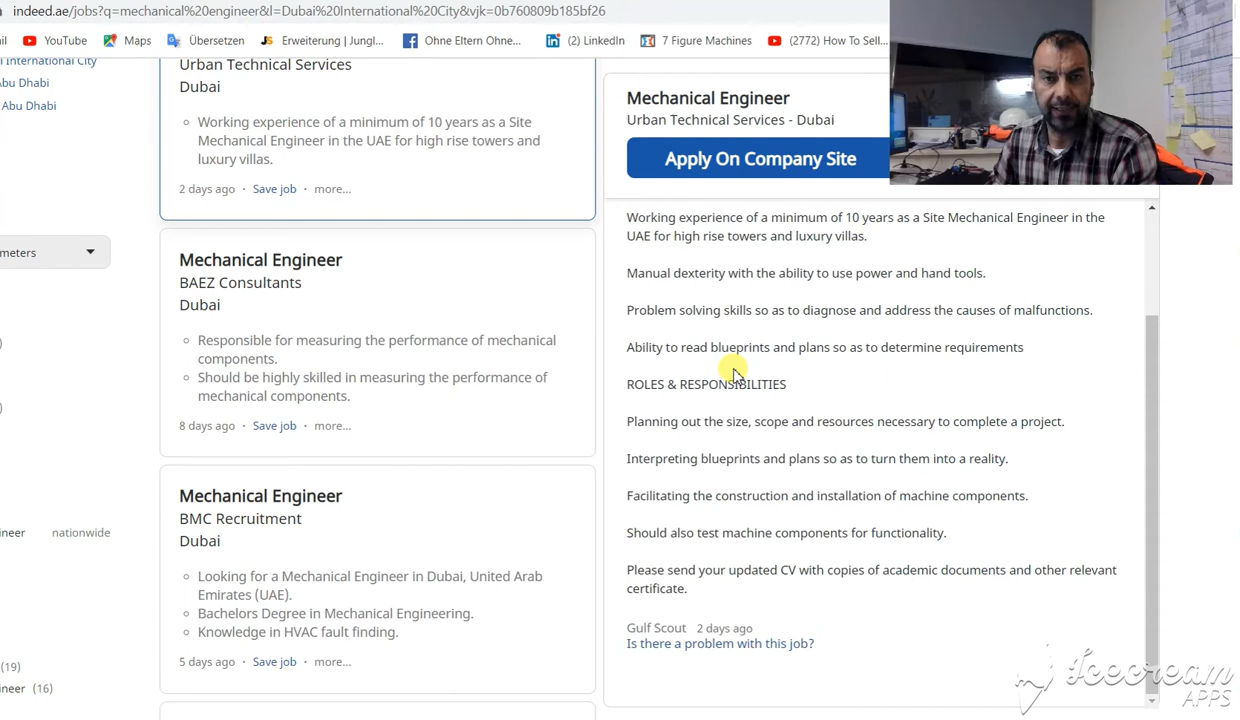 indeed.ae/jobs?q=mechanical%20engineer&l=Dubai%20International%20City&vjk=0b760809b185bf26
YouTube
Maps
Übersetzen
Erweiterung | Jungl...
Ohne Eltern Ohne...
(2) LinkedIn
7 Figure Machines
(2772) How To Sell...
l International City
Abu Dhabi
Abu Dhabi
meters
ineer nationwide
(19)
ineer (16)
Urban Technical Services
Dubai
Working experience of a minimum of 10 years as a Site
Mechanical Engineer in the UAE for high rise towers and
luxury villas.
2 days ago · Save job · more...
Mechanical Engineer
BAEZ Consultants
Dubai
Responsible for measuring the performance of mechanical
components.
Should be highly skilled in measuring the performance of
mechanical components.
8 days ago · Save job · more...
Mechanical Engineer
BMC Recruitment
Dubai
Looking for a Mechanical Engineer in Dubai, United Arab
Emirates (UAE).
Bachelors Degree in Mechanical Engineering.
Knowledge in HVAC fault finding.
5 days ago · Save job · more...
Mechanical Engineer
Urban Technical Services - Dubai
Apply On Company Site
Working experience of a minimum of 10 years as a Site Mechanical Engineer in the
UAE for high rise towers and luxury villas.
Manual dexterity with the ability to use power and hand tools.
Problem solving skills so as to diagnose and address the causes of malfunctions.
Ability to read blueprints and plans so as to determine requirements
ROLES & RESPONSIBILITIES
Planning out the size, scope and resources necessary to complete a project.
Interpreting blueprints and plans so as to turn them into a reality.
Facilitating the construction and installation of machine components.
Should also test machine components for functionality.
Please send your updated CV with copies of academic documents and other relevant
certificate.
Gulf Scout 2 days ago
Is there a problem with this job?
Icecream
APPS